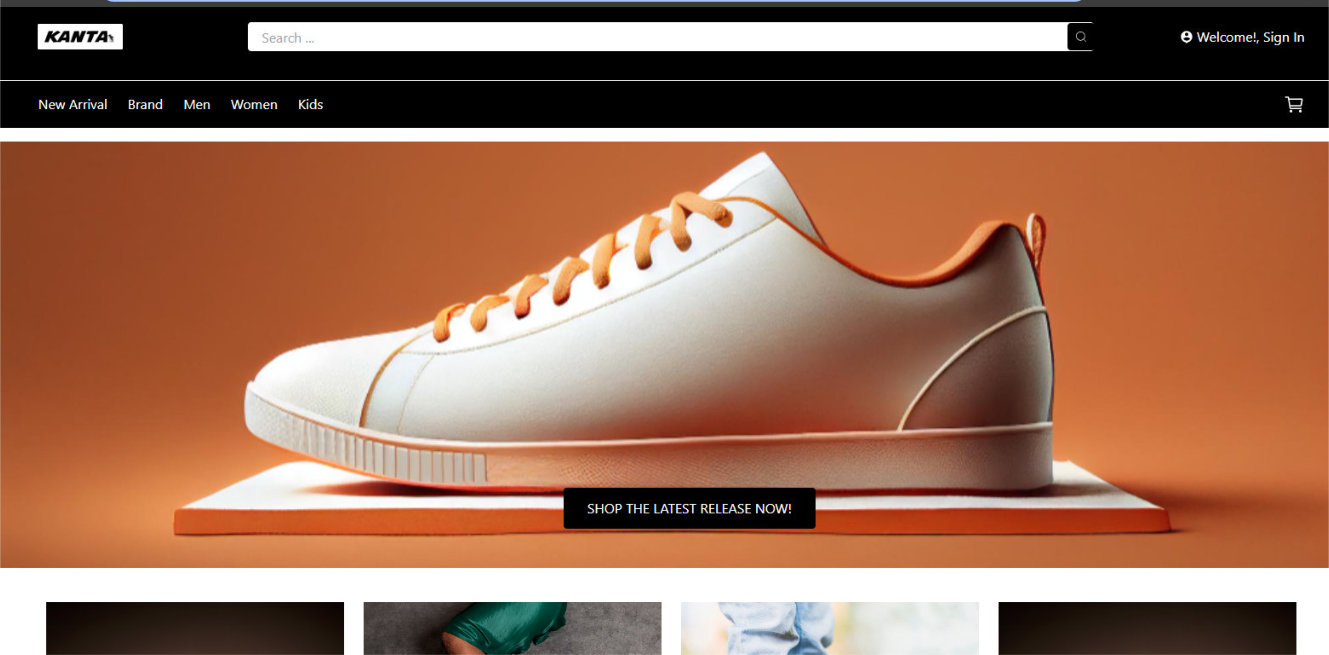 KANTA
Search ...
Welcome!, Sign In
New Arrival Brand Men Women Kids
SHOP THE LATEST RELEASE NOW!